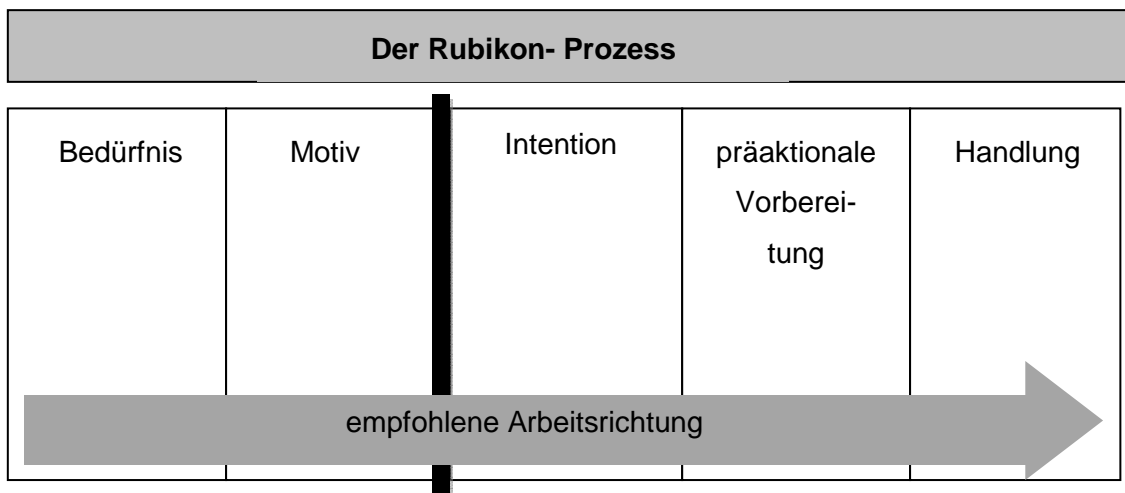 Der Rubikon- Prozess
Bedürfnis
Motiv
Intention
präaktionale
Vorberei-
tung
Handlung
empfohlene Arbeitsrichtung